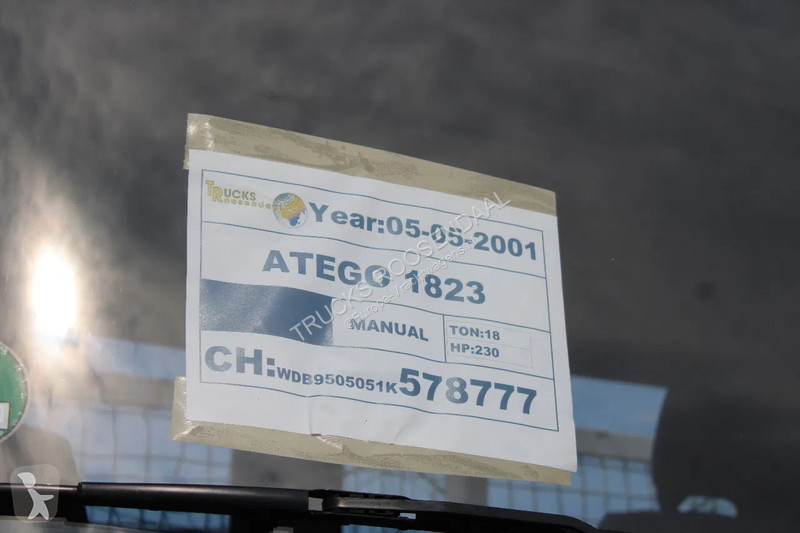 TRUCKS
Year:05-05-2001
ATEGO 1823
MANUAL
TON:18
HP:230
CH:WDB9505051K578777
TRUCKS ROOSENDAAL